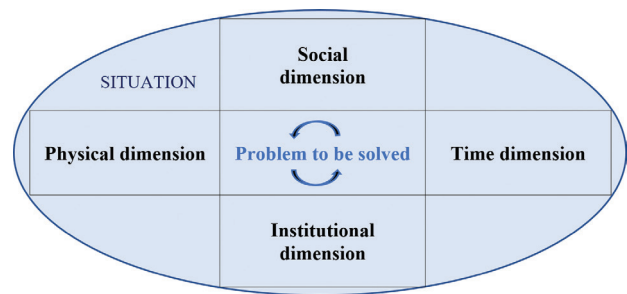 Social
dimension
SITUATION
Physical dimension
Problem to be solved
Time dimension
Institutional
dimension